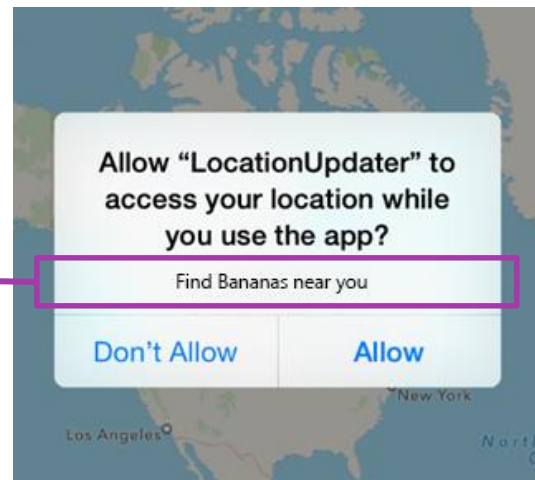 Allow “LocationUpdater” to
access your location while
you use the app?
Find Bananas near you
Don't Allow
Allow
New York
Los Angeles